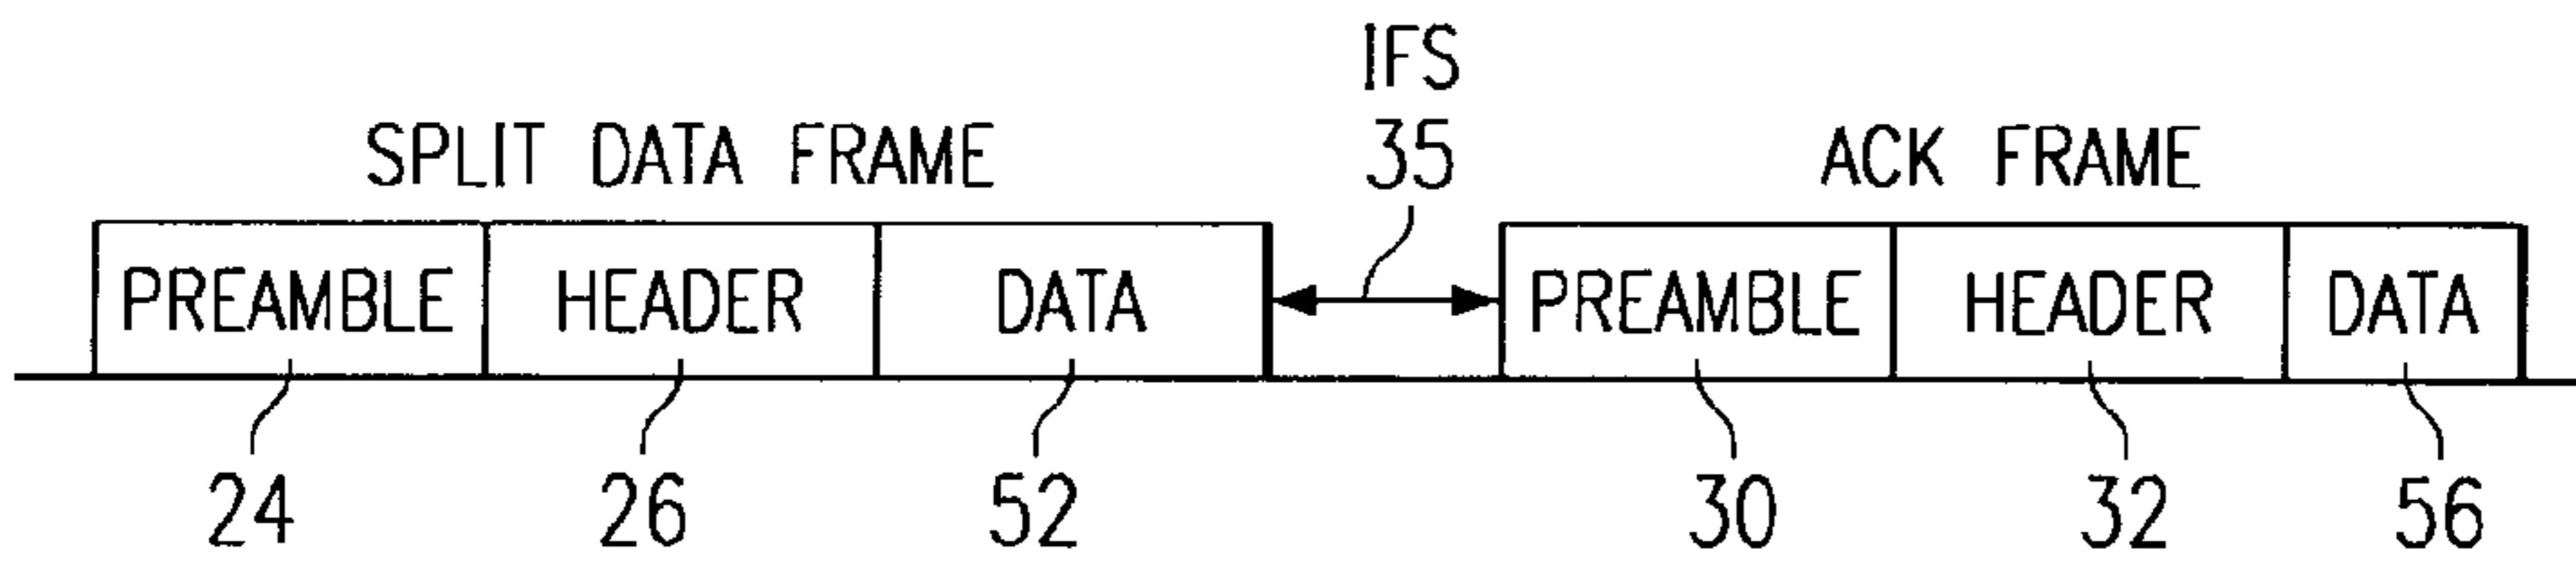 IFS
35
SPLIT DATA FRAME
ACK FRAME
PREAMBLE HEADER DATA PREAMBLE HEADER DATA
24 26 52 30 32 56